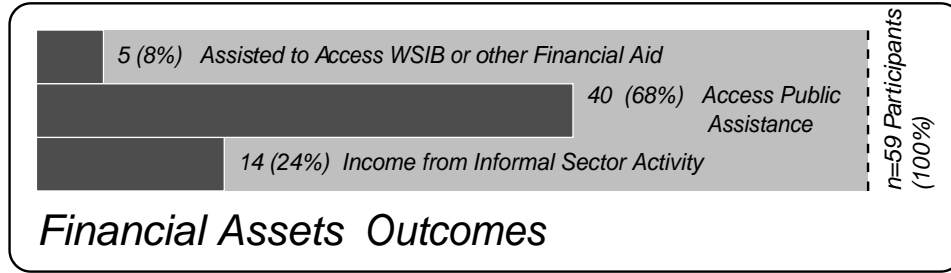 5 (8%) Assisted to Access WSIB or other Financial Aid
40 (68%) Access Public
Assistance
14 (24%) Income from Informal Sector Activity
n=59 Participants
(100%)
Financial Assets Outcomes